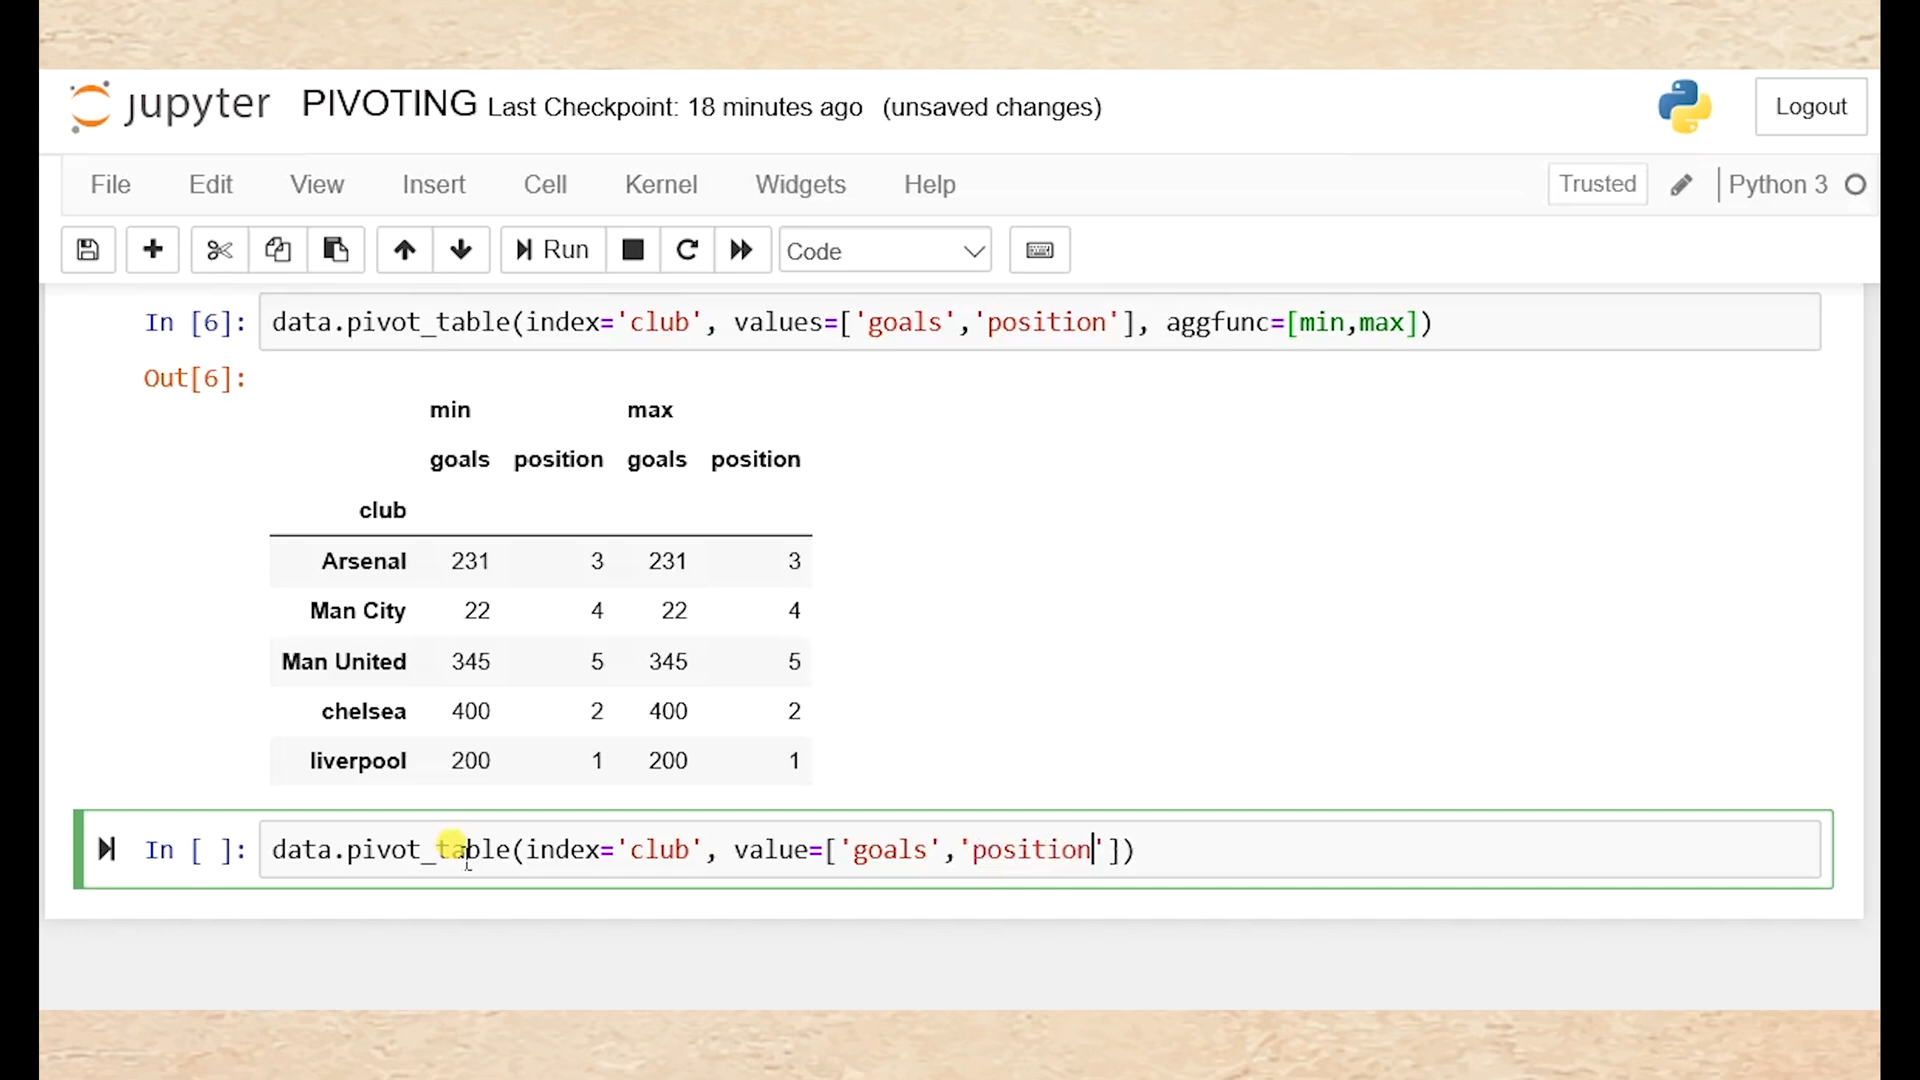 jupyter PIVOTING Last Checkpoint: 18 minutes ago (unsaved changes) Logout
File Edit View Insert Cell Kernel Widgets Help Trusted Python 3
Run Code
In [6]: data.pivot_table(index='club', values=['goals','position'], aggfunc=[min,max])
Out[6]:
min max
goals position goals position
club
Arsenal 231 3 231 3
Man City 22 4 22 4
Man United 345 5 345 5
chelsea 400 2 400 2
liverpool 200 1 200 1
In [ ]: data.pivot_table(index='club', value=['goals','position'])